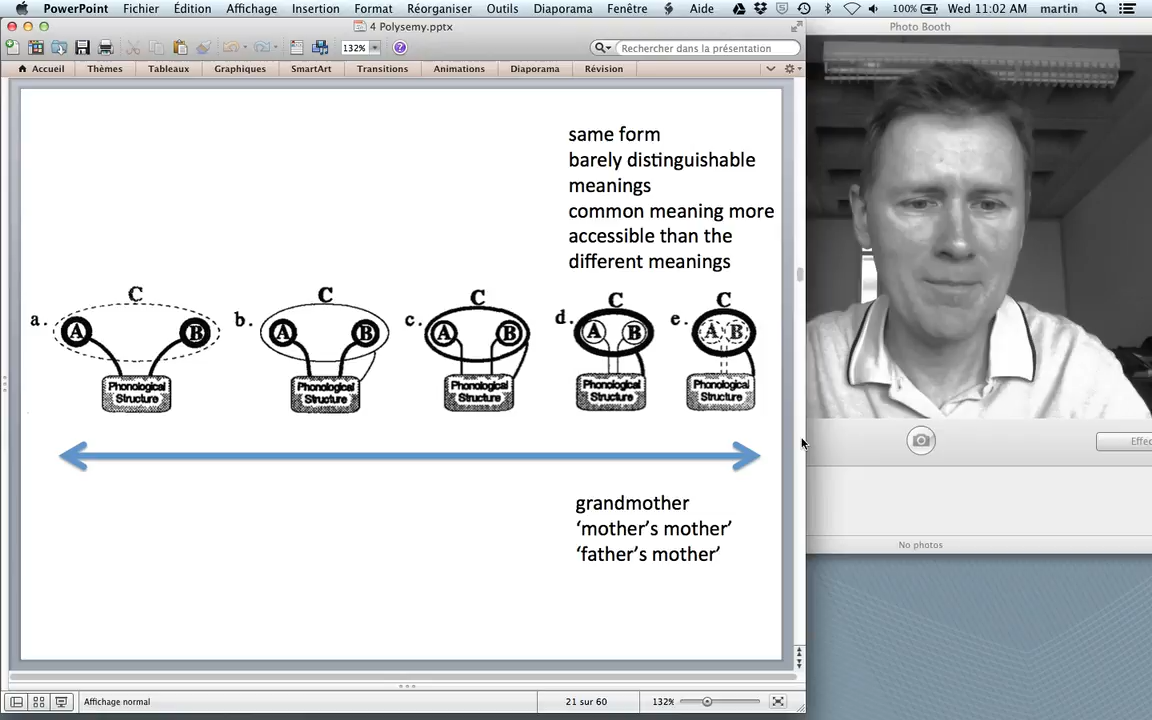 PowerPoint Fichier Édition Affichage Insertion Format Réorganiser Outils Diaporama Fenêtre Aide 100% Wed 11:02 AM martin
4 Polysemy.pptx
Photo Booth
132%
Rechercher dans la présentation
Accueil Thèmes Tableaux Graphiques SmartArt Transitions Animations Diaporama Révision
same form
barely distinguishable
meanings
common meaning more
accessible than the
different meanings
C C C C C
a. A B b. A B c. A B d. A B e. A B
Phonological Phonological Phonological Phonological Phonological
Structure Structure Structure Structure Structure
Effec
grandmother
‘mother’s mother’
‘father’s mother’
No photos
Affichage normal 21 sur 60 132%